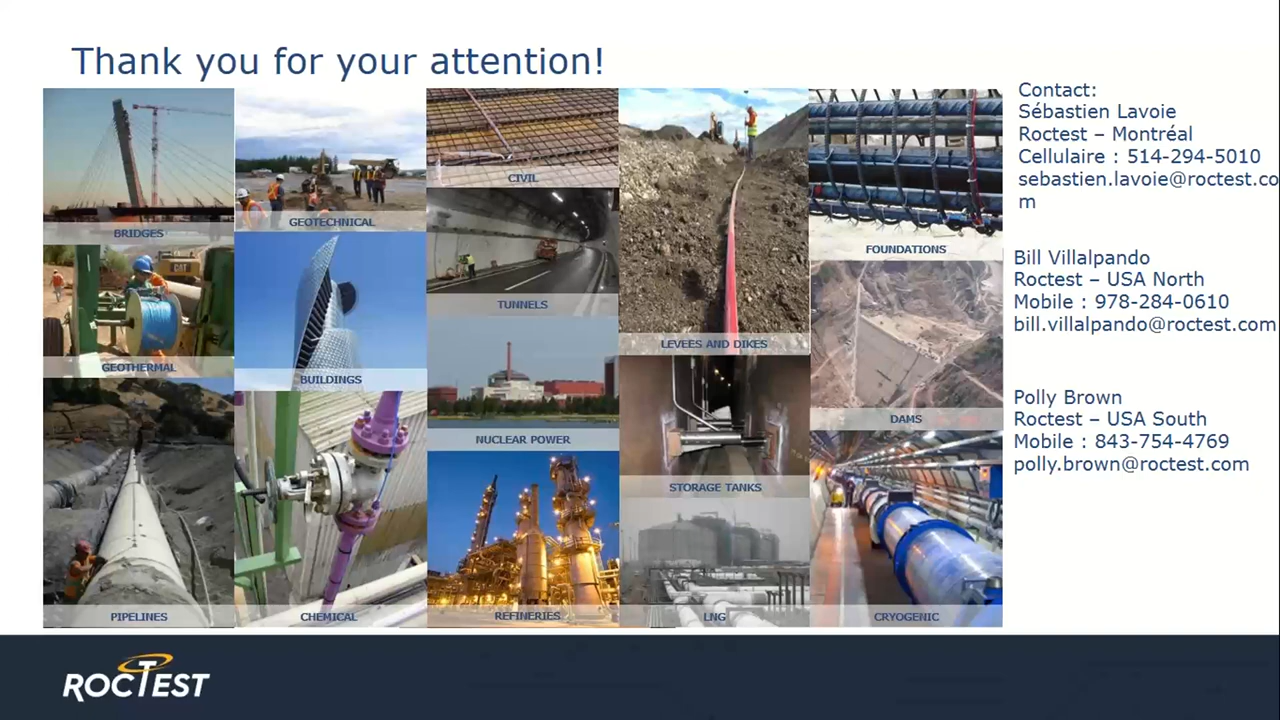 Thank you for your attention!
BRIDGES
GEOTECHNICAL
CIVIL
TUNNELS
LEVEES AND DIKES
FOUNDATIONS
GEOTHERMAL
BUILDINGS
NUCLEAR POWER
STORAGE TANKS
DAMS
PIPELINES
CHEMICAL
REFINERIES
LNG
CRYOGENIC
CAT
Contact:
Sébastien Lavoie
Roctest – Montréal
Cellulaire : 514-294-5010
sebastien.lavoie@roctest.co
m
Bill Villalpando
Roctest – USA North
Mobile : 978-284-0610
bill.villalpando@roctest.com
Polly Brown
Roctest – USA South
Mobile : 843-754-4769
polly.brown@roctest.com
ROCTEST